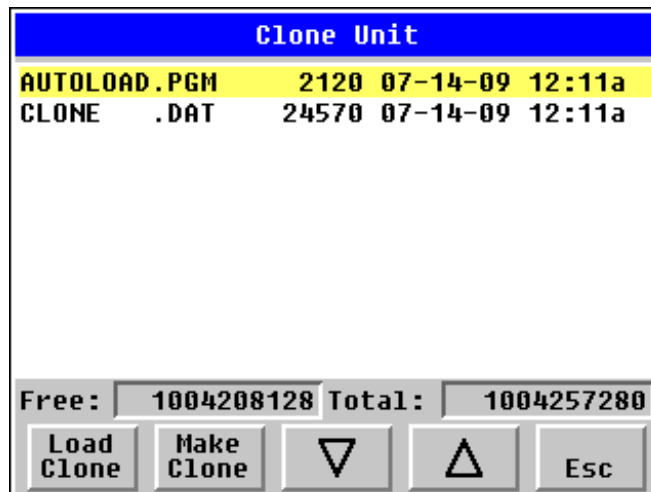 Clone Unit
AUTOLOAD.PGM 2120 07-14-09 12:11a
CLONE .DAT 24570 07-14-09 12:11a
Free: 1004208128 Total: 1004257280
Load Clone Make Clone ▽ △ Esc